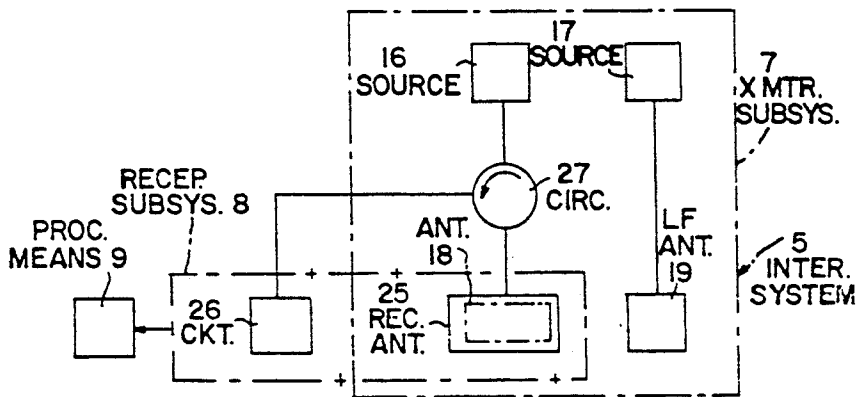 16
SOURCE
17
SOURCE
7
XMTR.
SUBSYS.
RECEP.
SUBSYS. 8
27
CIRC.
PROC.
MEANS 9
ANT.
18
LF
ANT.
19
5
INTER.
SYSTEM
26
CKT.
25
REC.
ANT.